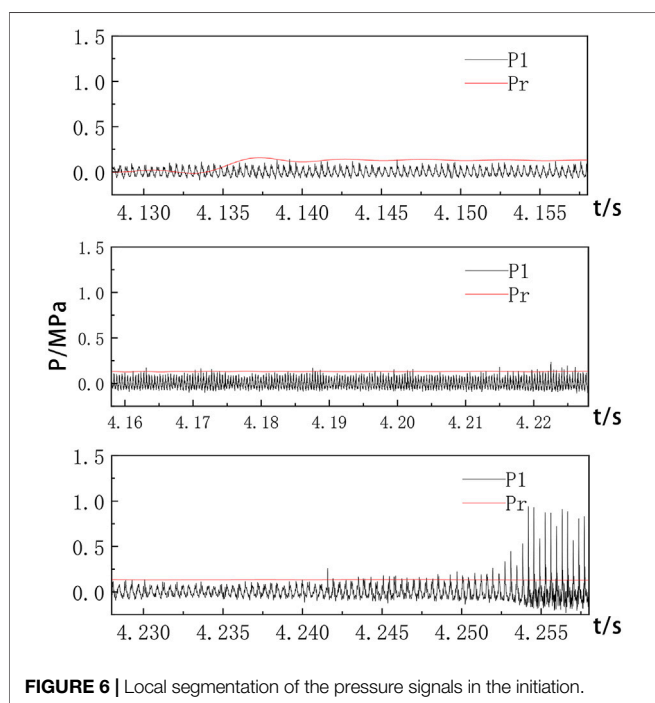 1.5
1.0
0.5
0.0
P1
Pr
4.130 4.135 4.140 4.145 4.150 4.155 t/s
P/MPa
1.5
1.0
0.5
0.0
P1
Pr
4.16 4.17 4.18 4.19 4.20 4.21 4.22 t/s
1.5
1.0
0.5
0.0
P1
Pr
4.230 4.235 4.240 4.245 4.250 4.255 t/s
FIGURE 6 | Local segmentation of the pressure signals in the initiation.